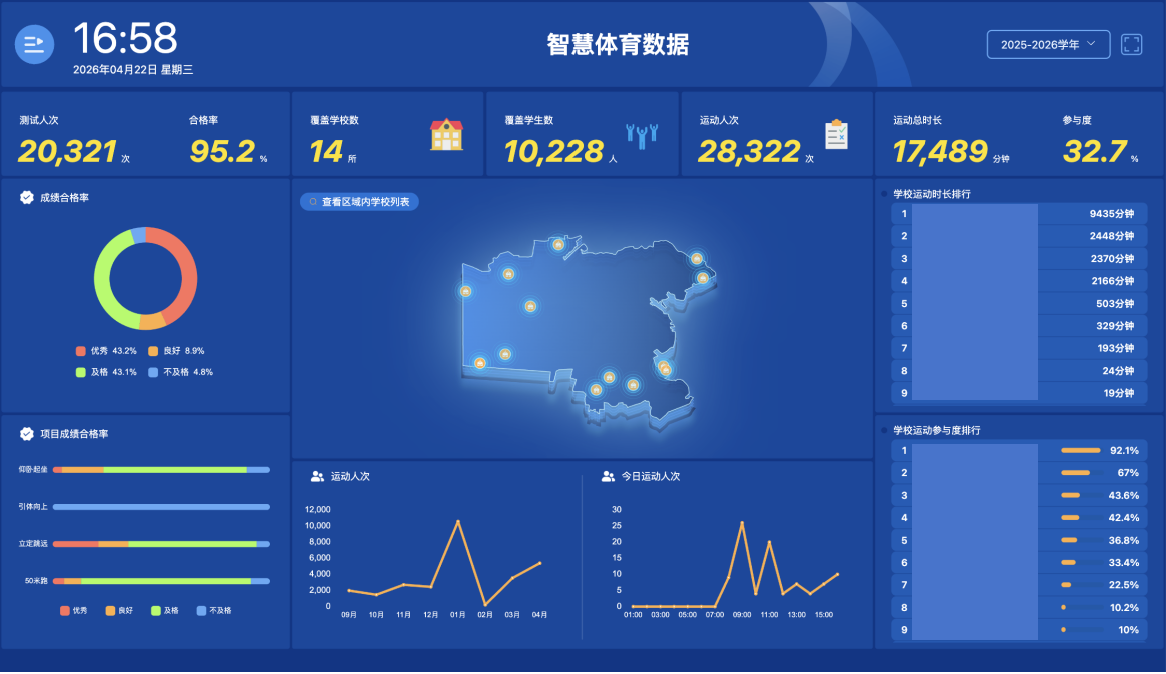 16:58
2026年04月22日 星期三
智慧体育数据
2025-2026学年
测试人次
20,321 次
合格率
95.2 %
覆盖学校数
14 所
覆盖学生数
10,228 人
运动人次
28,322 次
运动总时长
17,489 分钟
参与度
32.7 %
成绩合格率
优秀 43.2% 良好 8.9%
及格 43.1% 不及格 4.8%
项目成绩合格率
仰卧起坐
引体向上
立定跳远
50米跑
优秀 良好 及格 不及格
查看区域内学校列表
运动人次
12,000
10,000
8,000
6,000
4,000
2,000
0
09月 10月 11月 12月 01月 02月 03月 04月
今日运动人次
30
25
20
15
10
5
0
01:00 03:00 05:00 07:00 09:00 11:00 13:00 15:00
学校运动时长排行
1 9435分钟
2 2448分钟
3 2370分钟
4 2166分钟
5 503分钟
6 329分钟
7 193分钟
8 24分钟
9 19分钟
学校运动参与度排行
1 92.1%
2 67%
3 43.6%
4 42.4%
5 36.8%
6 33.4%
7 22.5%
8 10.2%
9 10%